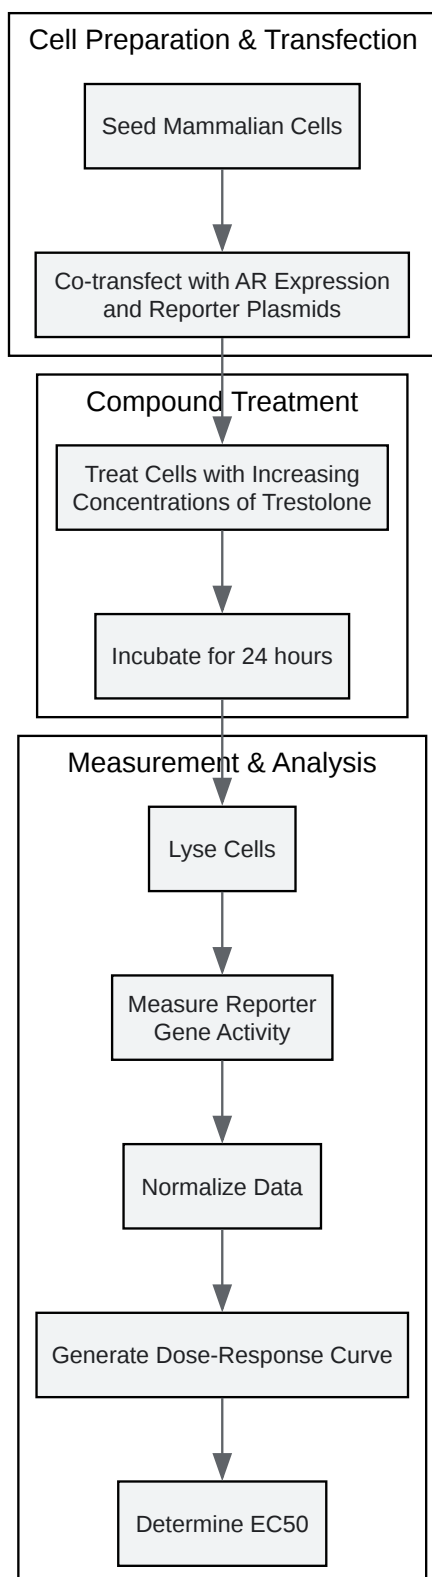 Cell Preparation & Transfection
Seed Mammalian Cells
Co-transfect with AR Expression
and Reporter Plasmids
Compound Treatment
Treat Cells with Increasing
Concentrations of Trestolone
Incubate for 24 hours
Measurement & Analysis
Lyse Cells
Measure Reporter
Gene Activity
Normalize Data
Generate Dose-Response Curve
Determine EC50